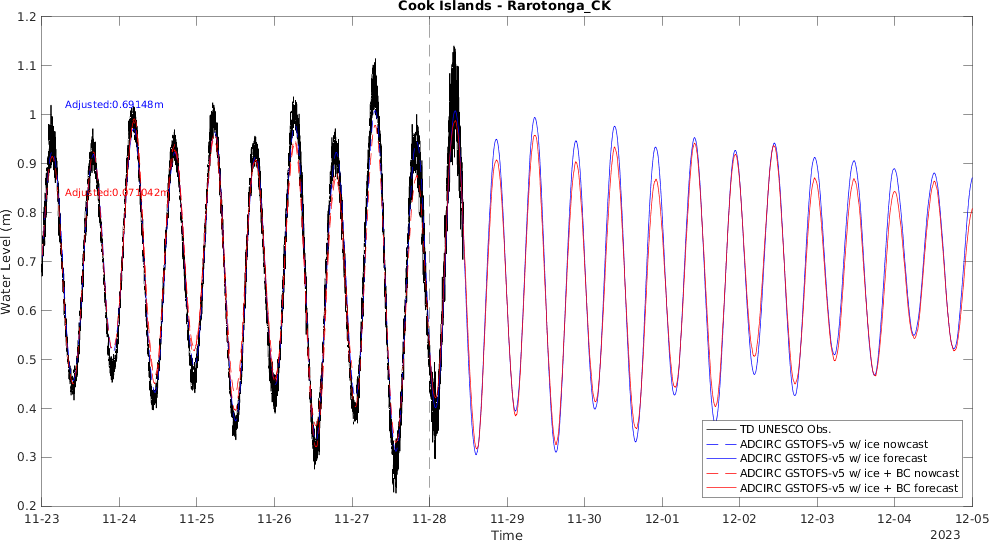 Cook Islands - Rarotonga_CK
1.2
1.1
1
0.9
0.8
0.7
0.6
0.5
0.4
0.3
0.2
Water Level (m)
Adjusted:0.69148m
Adjusted:0.071042m
TD UNESCO Obs.
ADCIRC GSTOFS-v5 w/ ice nowcast
ADCIRC GSTOFS-v5 w/ ice forecast
ADCIRC GSTOFS-v5 w/ ice + BC nowcast
ADCIRC GSTOFS-v5 w/ ice + BC forecast
11-23 11-24 11-25 11-26 11-27 11-28 11-29 11-30 12-01 12-02 12-03 12-04 12-05
Time
2023